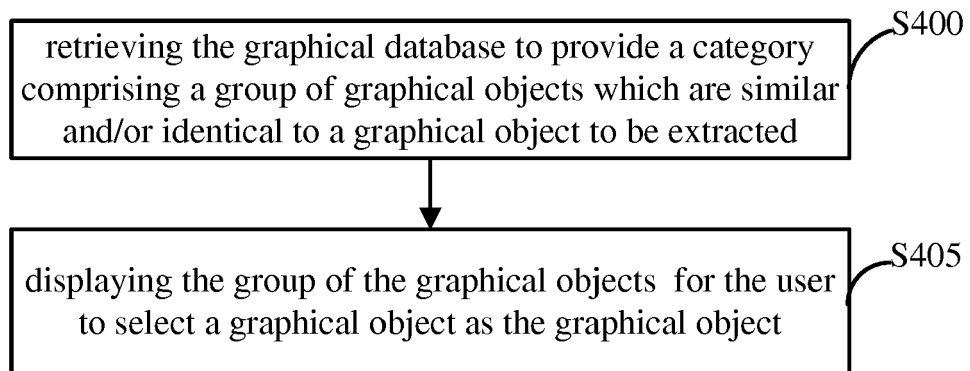 S400
retrieving the graphical database to provide a category
comprising a group of graphical objects which are similar
and/or identical to a graphical object to be extracted
S405
displaying the group of the graphical objects for the user
to select a graphical object as the graphical object